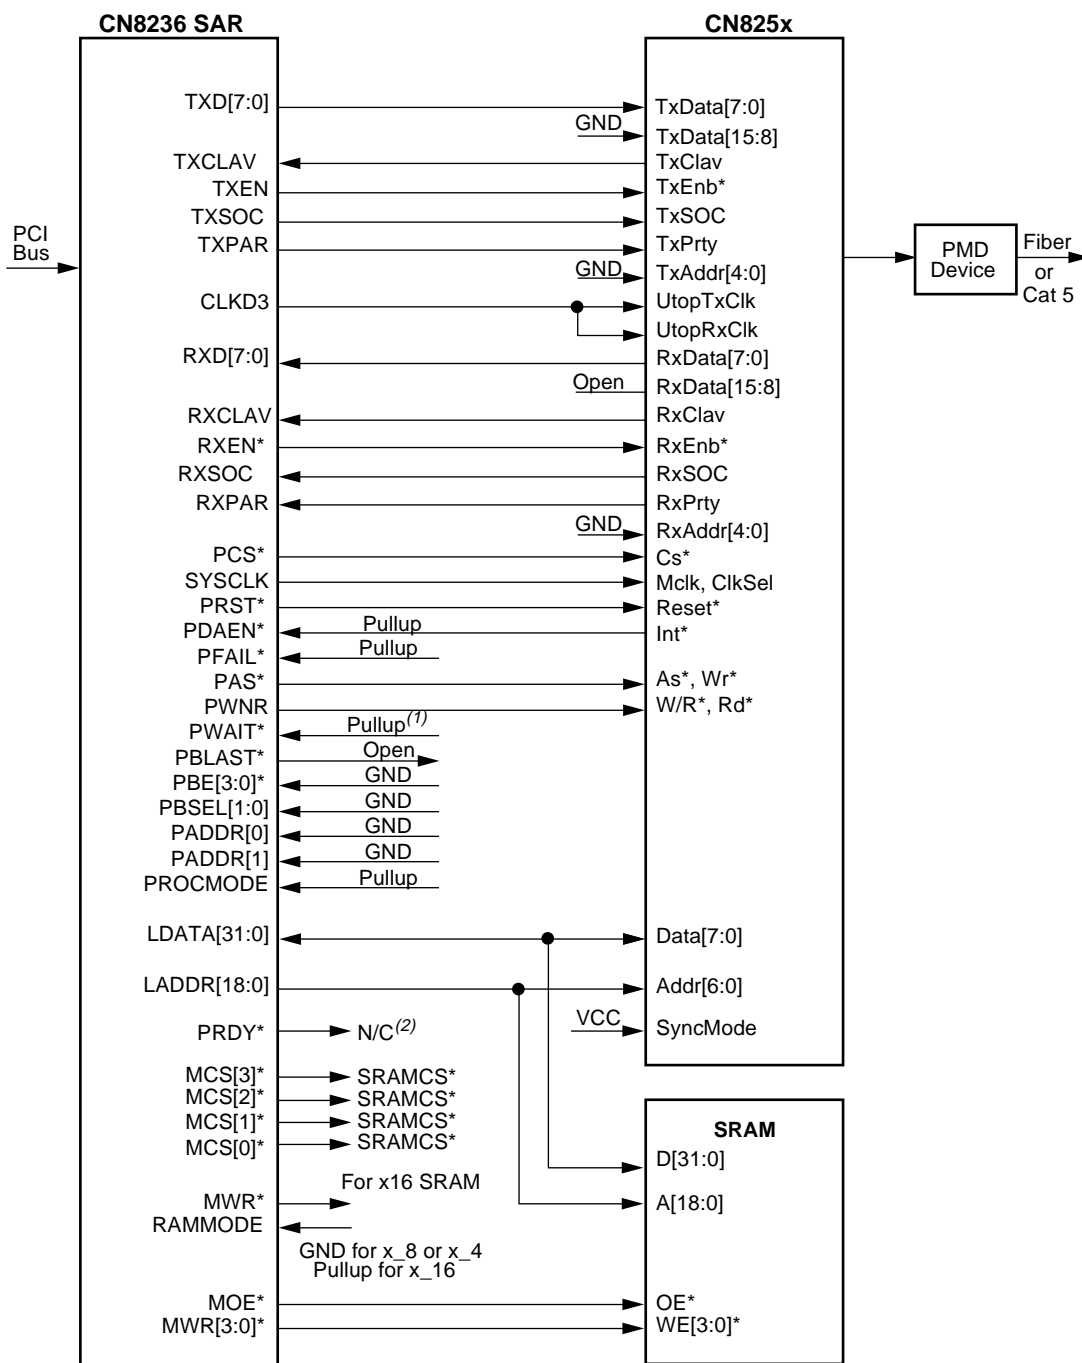 CN8236 SAR CN825x
TXD[7:0] TxData[7:0]
GND TxData[15:8]
TXCLAV TxClav
TXEN TxEnb*
TXSOC TxSOC
PCI
Bus
TXPAR TxPrty
PMD
Device
Fiber
or
Cat 5
GND TxAddr[4:0]
CLKD3 UtopTxClk
UtopRxClk
RXD[7:0] RxData[7:0]
Open RxData[15:8]
RXCLAV RxClav
RXEN* RxEnb*
RXSOC RxSOC
RXPAR RxPrty
GND RxAddr[4:0]
PCS* Cs*
SYSCLK Mclk, ClkSel
PRST* Reset*
PDAEN* Pullup Int*
PFAIL* Pullup
PAS* As*, Wr*
PWNR W/R*, Rd*
PWAIT* Pullup(1)
PBLAST* Open
PBE[3:0]* GND
PBSEL[1:0] GND
PADDR[0] GND
PADDR[1] GND
PROCMODE Pullup
LDATA[31:0] Data[7:0]
LADDR[18:0] Addr[6:0]
PRDY* N/C(2) VCC SyncMode
MCS[3]* SRAMCS*
MCS[2]* SRAMCS*
MCS[1]* SRAMCS*
MCS[0]* SRAMCS*
SRAM
D[31:0]
For x16 SRAM
MWR* A[18:0]
RAMMODE
GND for x_8 or x_4
Pullup for x_16
MOE* OE*
MWR[3:0]* WE[3:0]*